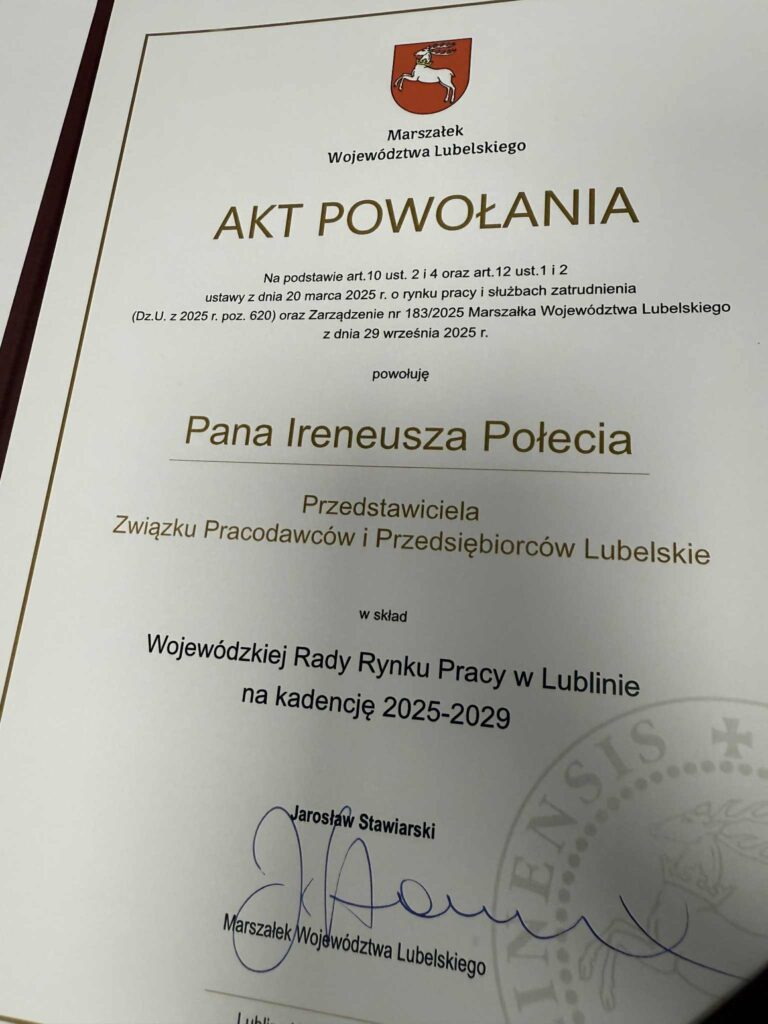 Marszałek
Województwa Lubelskiego
AKT POWOŁANIA
Na podstawie art.10 ust. 2 i 4 oraz art.12 ust.1 i 2
ustawy z dnia 20 marca 2025 r. o rynku pracy i służbach zatrudnienia
(Dz.U. z 2025 r. poz. 620) oraz Zarządzenie nr 183/2025 Marszałka Województwa Lubelskiego
z dnia 29 września 2025 r.
powołuję
Pana Ireneusza Połecia
Przedstawiciela
Związku Pracodawców i Przedsiębiorców Lubelskie
w skład
Wojewódzkiej Rady Rynku Pracy w Lublinie
na kadencję 2025-2029
Jarosław Stawiarski
Marszałek Województwa Lubelskiego